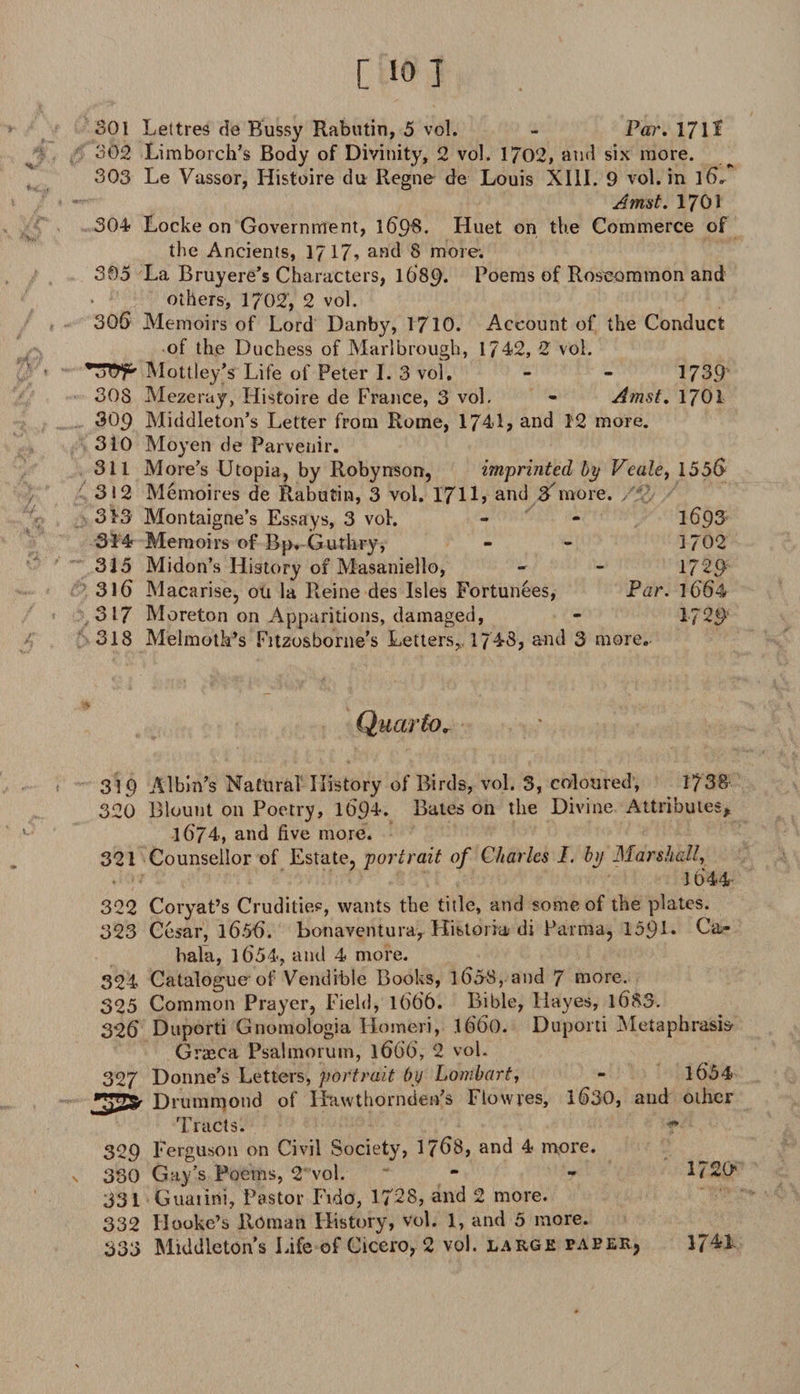 [ 10 ]
301 Lettres de Bussy Rabutin, 5 vol. - Par. 1711
302 Limborch's Body of Divinity, 2 vol. 1702, and six more.
303 Le Vassor, Histoire du Regne de Louis XIII. 9 vol. in 16.
Amst. 1701
304 Locke on Government, 1698. Huet on the Commerce of
the Ancients, 1717, and 8 more.
305 La Bruyere's Characters, 1689. Poems of Roscommon and
others, 1702, 2 vol.
306 Memoirs of Lord Danby, 1710. Account of the Conduct
of the Duchess of Marlbrough, 1742, 2 vol.
307 Mottley's Life of Peter I. 3 vol. - - 1739
308 Mezeray, Histoire de France, 3 vol. - Amst. 1701
309 Middleton's Letter from Rome, 1741, and 12 more.
310 Moyen de Parvenir.
311 More's Utopia, by Robynson, imprinted by Veale, 1556
312 Mémoires de Rabutin, 3 vol. 1711, and 3 more.
313 Montaigne's Essays, 3 vol. - - 1693
314 Memoirs of Bp. Guthry, - - 1702
315 Midon's History of Masaniello, - - 1729
316 Macarise, ou la Reine des Isles Fortunées, Par. 1664
317 Moreton on Apparitions, damaged, - 1729
318 Melmoth's Fitzosborne's Letters, 1748, and 3 more.
Quarto.
319 Albin's Natural History of Birds, vol. 3, coloured, 1738
320 Blount on Poetry, 1694. Bates on the Divine Attributes,
1674, and five more.
321 Counsellor of Estate, portrait of Charles I. by Marshall,
1644
322 Coryat's Crudities, wants the title, and some of the plates.
323 César, 1656. bonaventura, Historia di Parma, 1591. Ca-
bala, 1654, and 4 more.
324 Catalogue of Vendible Books, 1658, and 7 more.
325 Common Prayer, Field, 1666. Bible, Hayes, 1683.
326 Duporti Gnomologia Homeri, 1660. Duporti Metaphrasis
Græca Psalmorum, 1666, 2 vol.
327 Donne's Letters, portrait by Lombart, - 1654
328 Drummond of Hawthornden's Flowres, 1630, and other
Tracts.
329 Ferguson on Civil Society, 1768, and 4 more.
330 Gay's Poems, 2 vol. - - 1720
331 Guarini, Pastor Fido, 1728, and 2 more.
332 Hooke's Roman History, vol. 1, and 5 more.
333 Middleton's Life of Cicero, 2 vol. LARGE PAPER, 1741